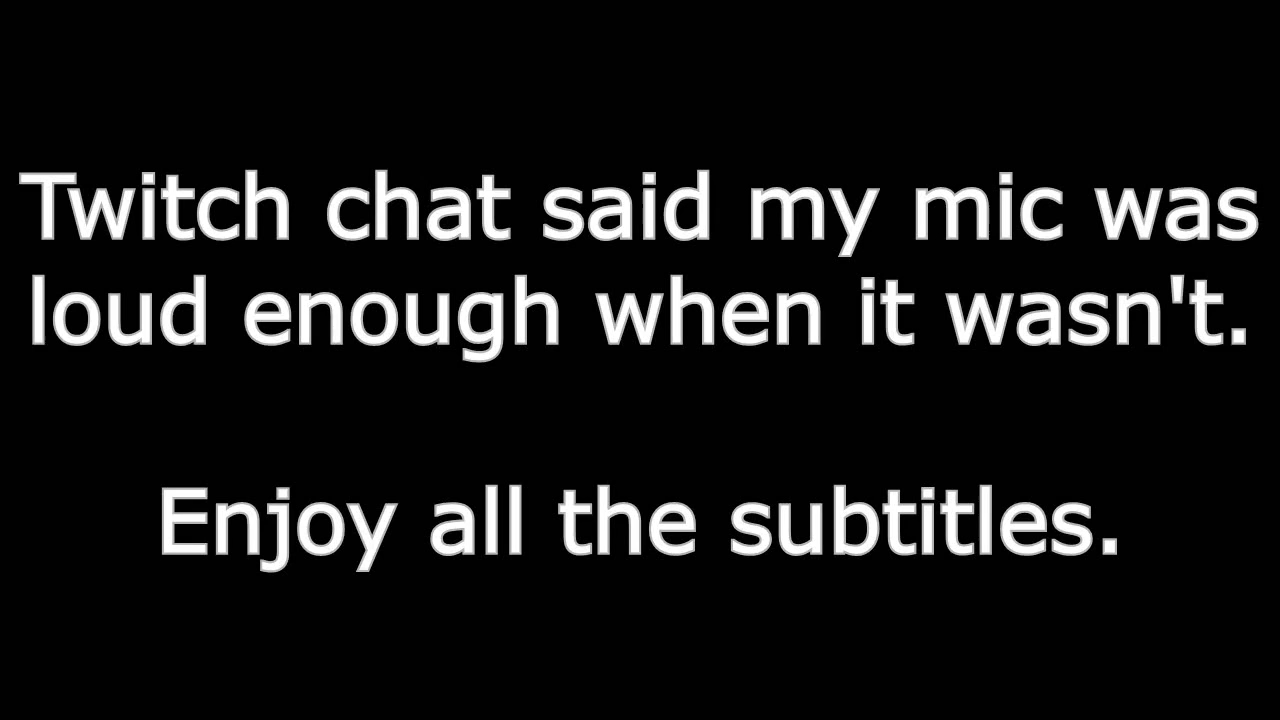 Twitch chat said my mic was
loud enough when it wasn't.
Enjoy all the subtitles.